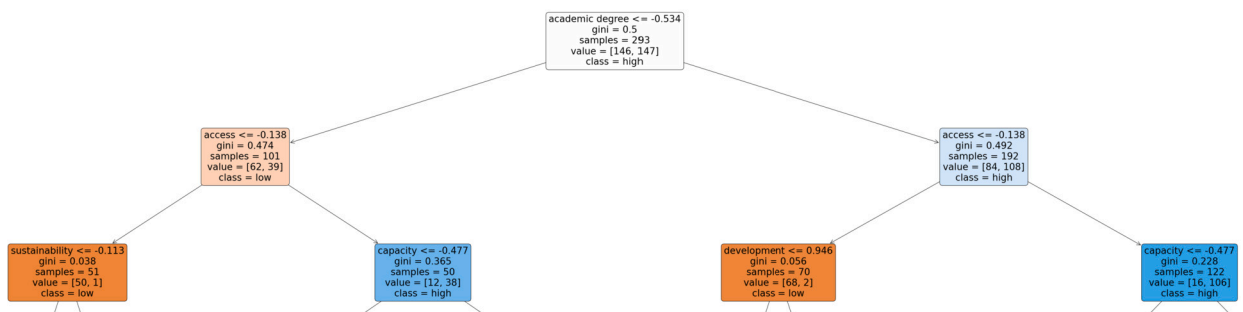 academic degree <= -0.534
gini = 0.5
samples = 293
value = [146, 147]
class = high
access <= -0.138
gini = 0.474
samples = 101
value = [62, 39]
class = low
access <= -0.138
gini = 0.492
samples = 192
value = [84, 108]
class = high
sustainability <= -0.113
gini = 0.038
samples = 51
value = [50, 1]
class = low
capacity <= -0.477
gini = 0.365
samples = 50
value = [12, 38]
class = high
development <= 0.946
gini = 0.056
samples = 70
value = [68, 2]
class = low
capacity <= -0.477
gini = 0.228
samples = 122
value = [16, 106]
class = high